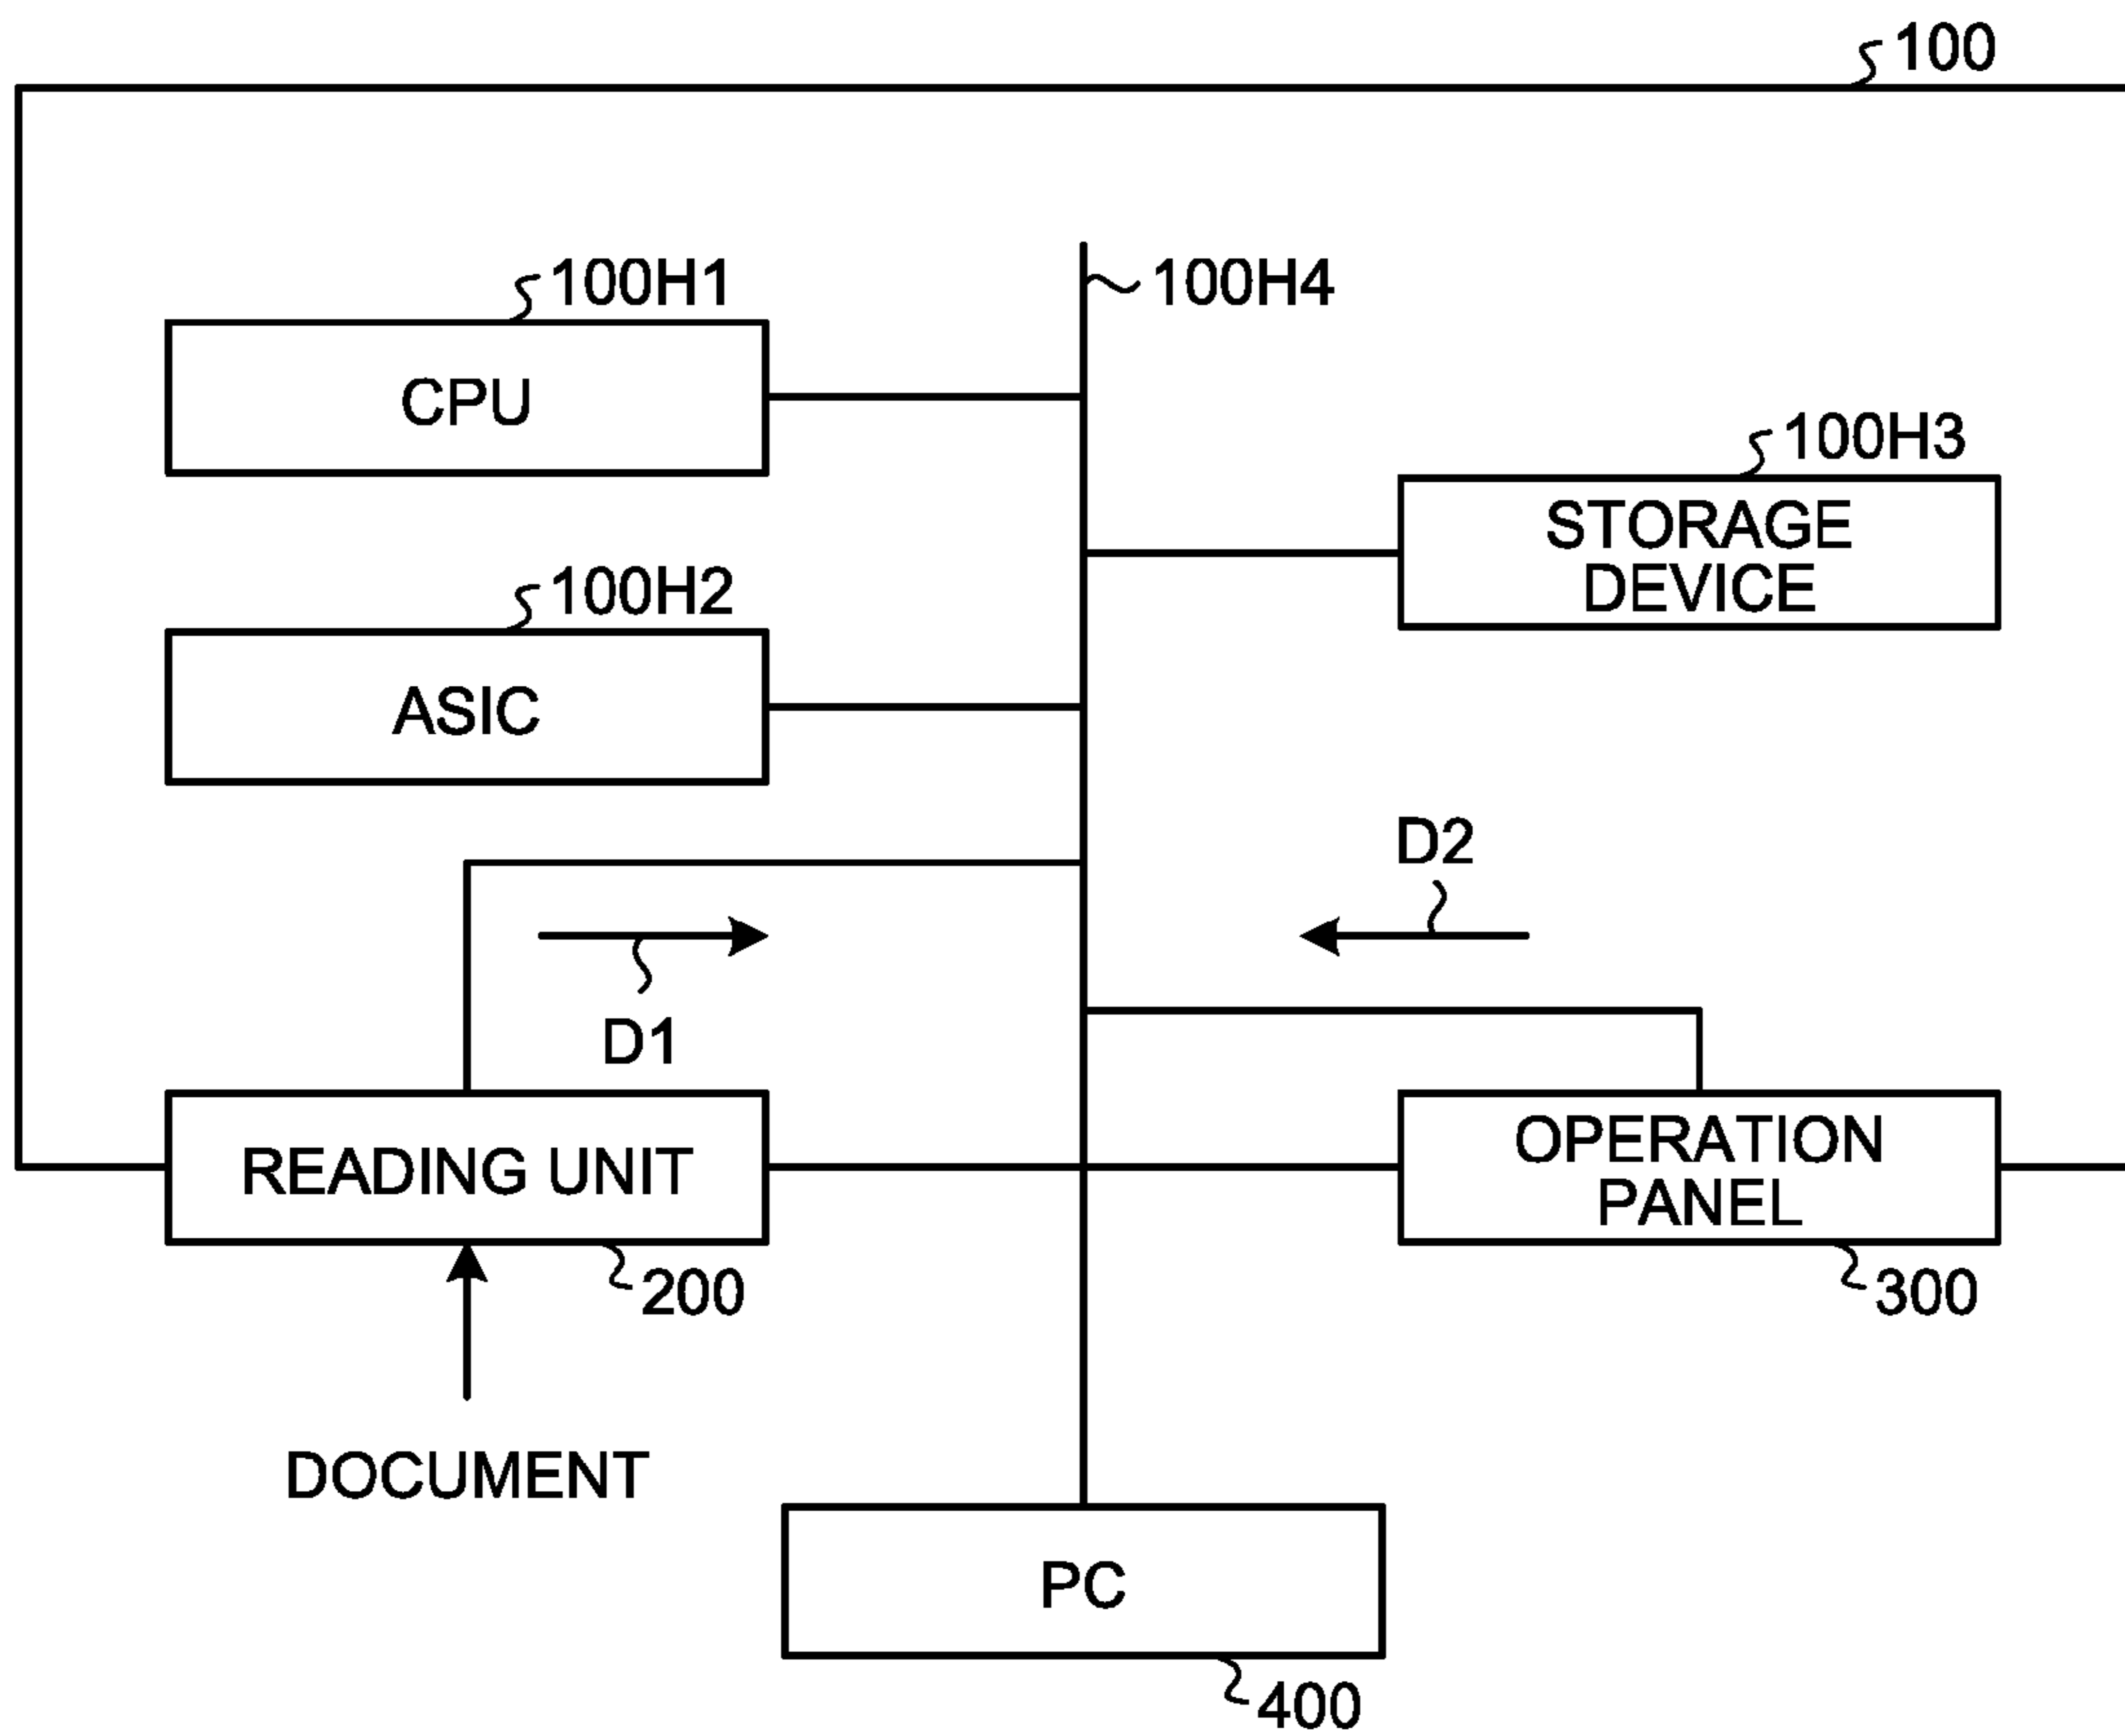 100
100H1
100H4
CPU
100H3
STORAGE
DEVICE
100H2
ASIC
D2
D1
READING UNIT
OPERATION
PANEL
200
300
DOCUMENT
PC
400